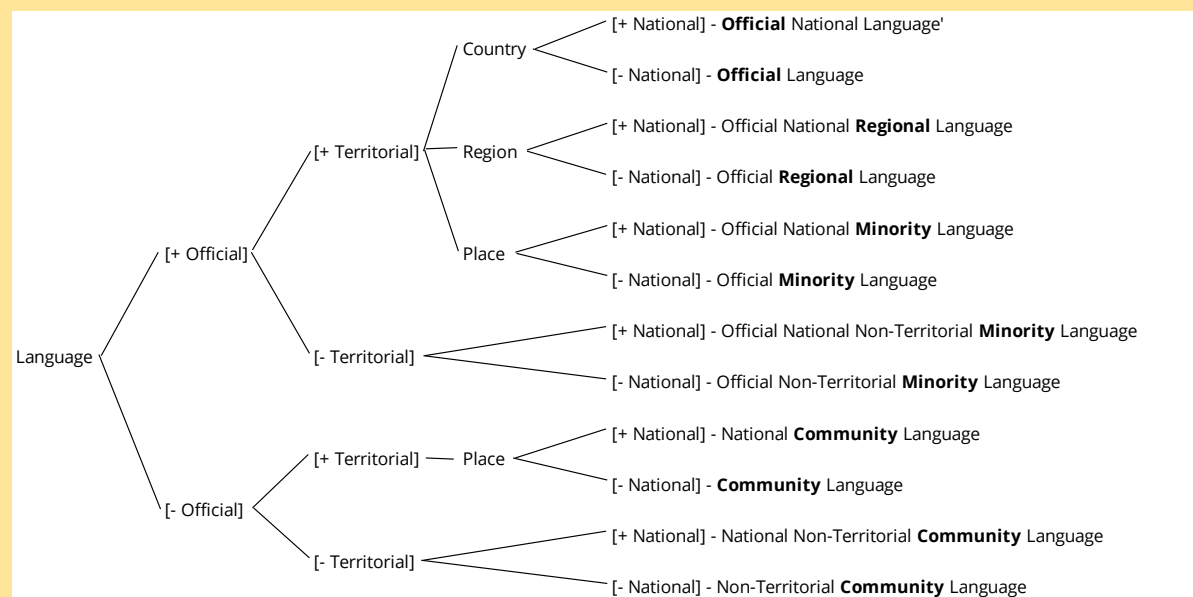 [+ National] - Official National Language'
Country
[- National] - Official Language
[+ National] - Official National Regional Language
[+ Territorial]
Region
[- National] - Official Regional Language
[+ National] - Official National Minority Language
[+ Official]
Place
[- National] - Official Minority Language
[+ National] - Official National Non-Territorial Minority Language
Language
[- Territorial]
[- National] - Official Non-Territorial Minority Language
[+ National] - National Community Language
[+ Territorial]
Place
[- National] - Community Language
[- Official]
[+ National] - National Non-Territorial Community Language
[- Territorial]
[- National] - Non-Territorial Community Language